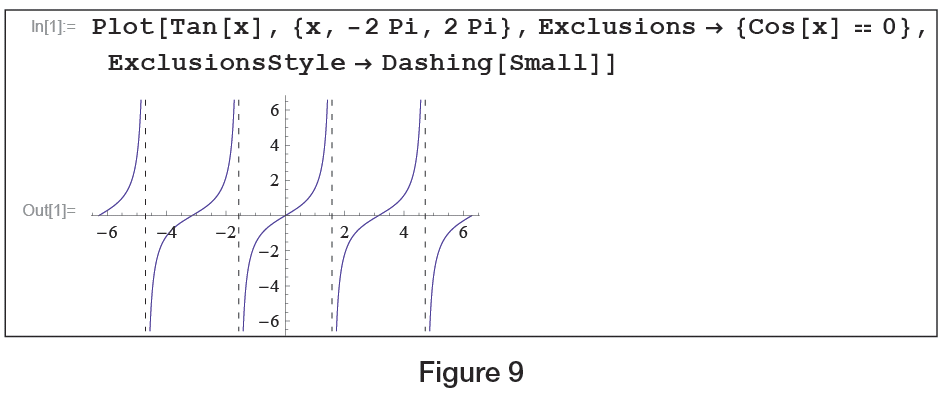 In[1]:= Plot[Tan[x], {x, -2 Pi, 2 Pi}, Exclusions → {Cos[x] == 0},
ExclusionsStyle → Dashing[Small]]
6
4
2
Out[1]=
−6 −4 −2 2 4 6
−2
−4
−6
Figure 9